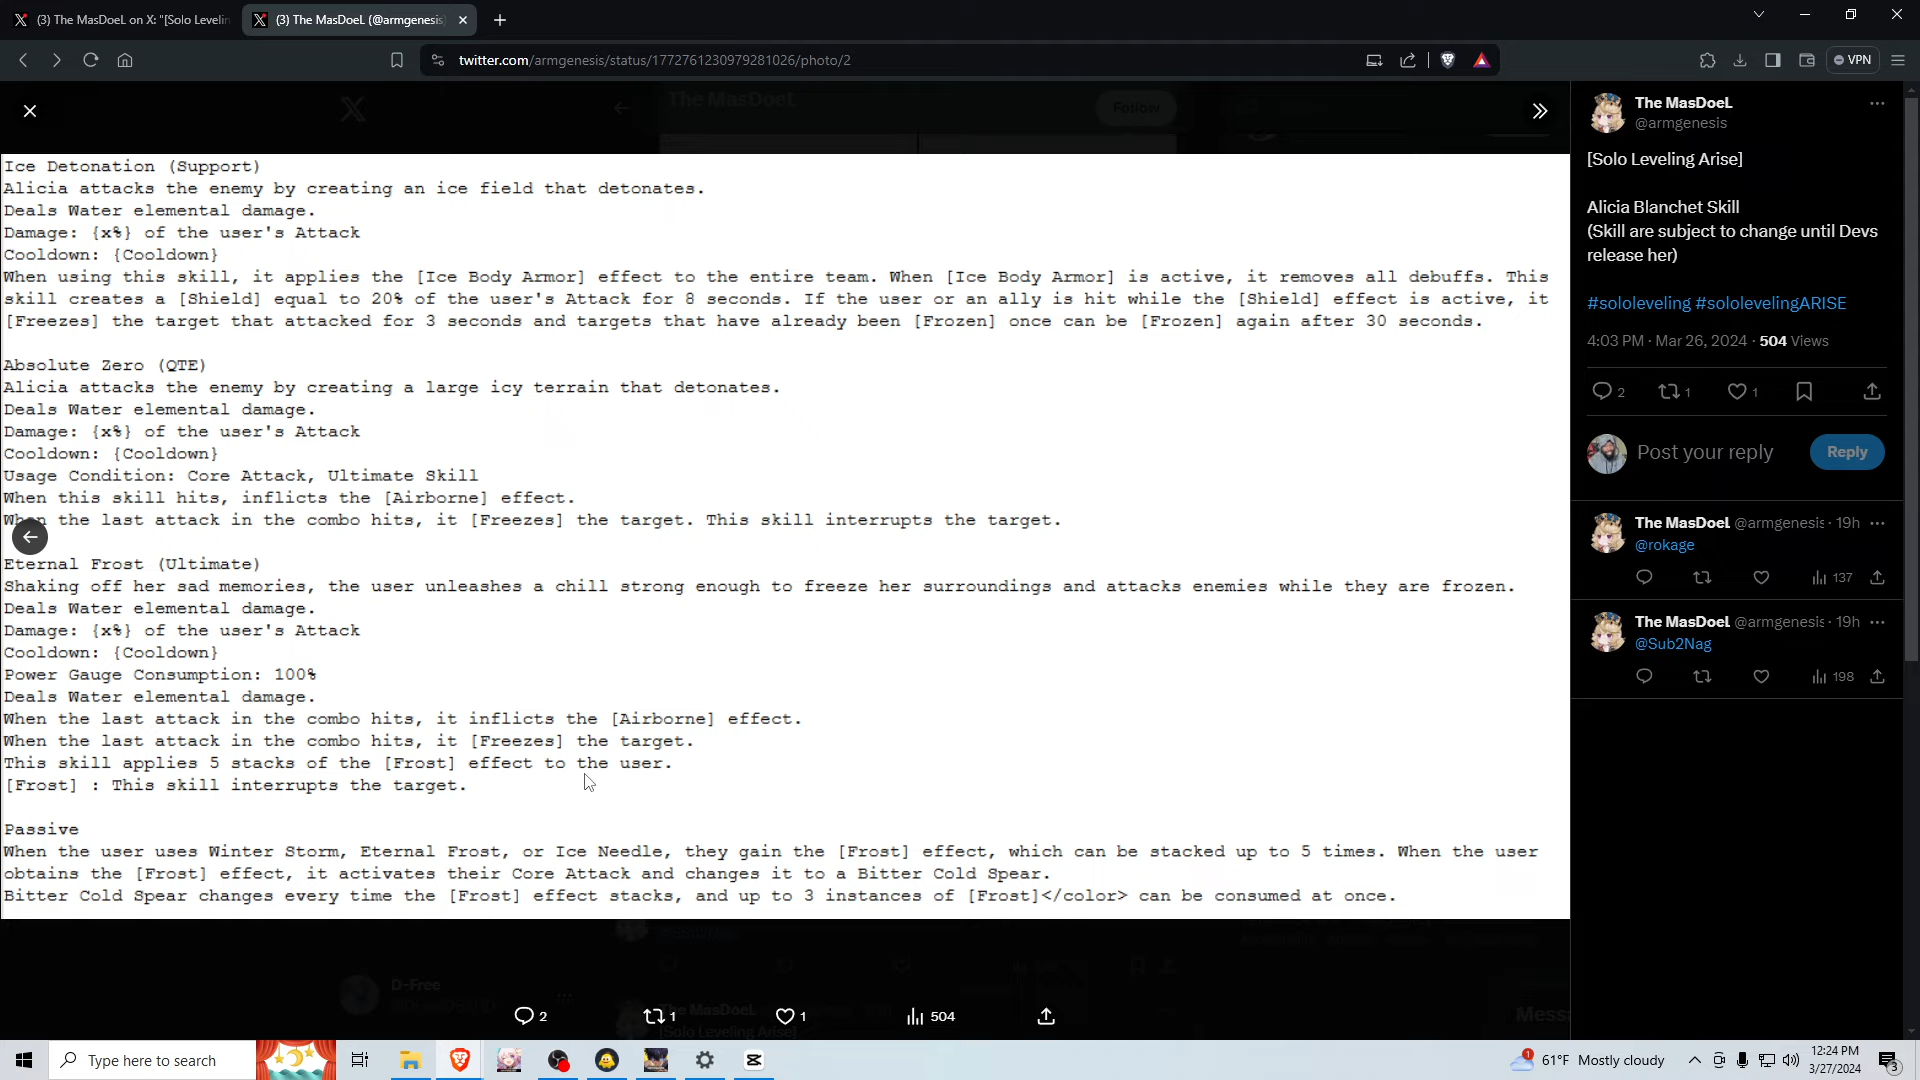 (3) The MasDoeL on X: "[Solo Levelin
(3) The MasDoeL (@armgenesis
twitter.com/armgenesis/status/1772761230979281026/photo/2
VPN
The MasDoeL
Follow
Ice Detonation (Support)
Alicia attacks the enemy by creating an ice field that detonates.
Deals Water elemental damage.
Damage: {x%} of the user's Attack
Cooldown: {Cooldown}
When using this skill, it applies the [Ice Body Armor] effect to the entire team. When [Ice Body Armor] is active, it removes all debuffs. This
skill creates a [Shield] equal to 20% of the user's Attack for 8 seconds. If the user or an ally is hit while the [Shield] effect is active, it
[Freezes] the target that attacked for 3 seconds and targets that have already been [Frozen] once can be [Frozen] again after 30 seconds.
Absolute Zero (QTE)
Alicia attacks the enemy by creating a large icy terrain that detonates.
Deals Water elemental damage.
Damage: {x%} of the user's Attack
Cooldown: {Cooldown}
Usage Condition: Core Attack, Ultimate Skill
When this skill hits, inflicts the [Airborne] effect.
When the last attack in the combo hits, it [Freezes] the target. This skill interrupts the target.
Eternal Frost (Ultimate)
Shaking off her sad memories, the user unleashes a chill strong enough to freeze her surroundings and attacks enemies while they are frozen.
Deals Water elemental damage.
Damage: {x%} of the user's Attack
Cooldown: {Cooldown}
Power Gauge Consumption: 100%
Deals Water elemental damage.
When the last attack in the combo hits, it inflicts the [Airborne] effect.
When the last attack in the combo hits, it [Freezes] the target.
This skill applies 5 stacks of the [Frost] effect to the user.
[Frost] : This skill interrupts the target.
Passive
When the user uses Winter Storm, Eternal Frost, or Ice Needle, they gain the [Frost] effect, which can be stacked up to 5 times. When the user
obtains the [Frost] effect, it activates their Core Attack and changes it to a Bitter Cold Spear.
Bitter Cold Spear changes every time the [Frost] effect stacks, and up to 3 instances of [Frost]</color> can be consumed at once.
D-Free
The MasDoeL
[Solo Leveling Arise]
Mess
2
1
1
504
The MasDoeL
@armgenesis
[Solo Leveling Arise]
Alicia Blanchet Skill
(Skill are subject to change until Devs
release her)
#sololeveling #sololevelingARISE
4:03 PM · Mar 26, 2024 · 504 Views
2
1
1
Post your reply
Reply
The MasDoeL @armgenesis · 19h
@rokage
137
The MasDoeL @armgenesis · 19h
@Sub2Nag
198
Type here to search
1
61°F Mostly cloudy
12:24 PM
3/27/2024
3